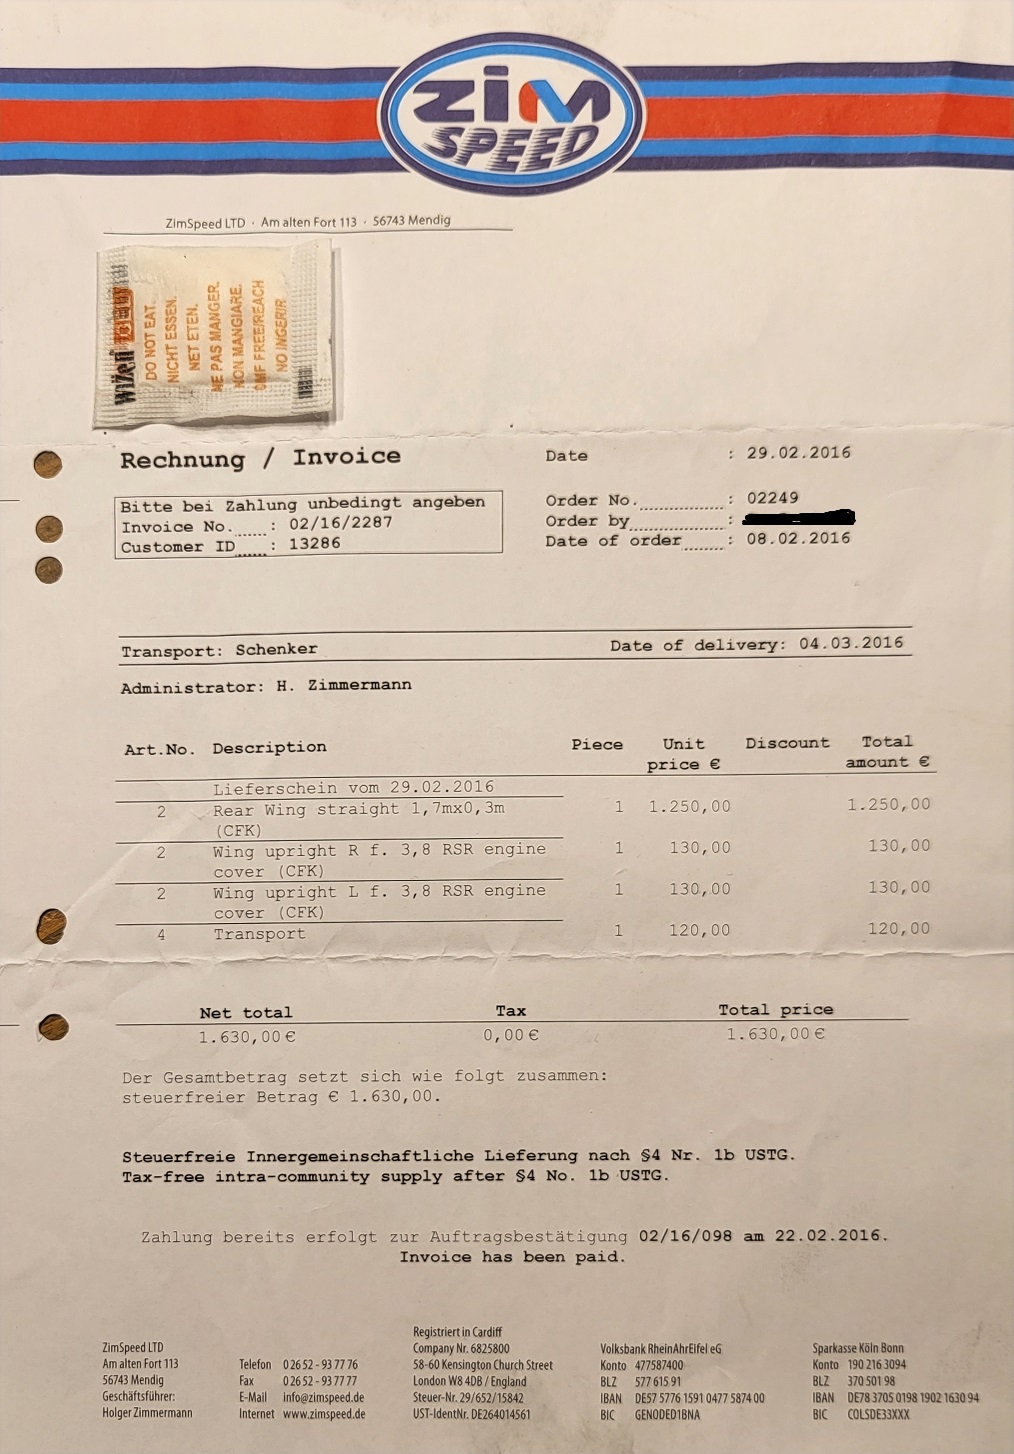 ZiM
SPEED
ZimSpeed LTD · Am alten Fort 113 · 56743 Mendig
DO NOT EAT.
NICHT ESSEN.
NET ETEN.
NE PAS MANGER.
NON MANGIARE.
DMF FREE/REACH
NO INGERIR
Rechnung / Invoice
Date : 29.02.2016
Bitte bei Zahlung unbedingt angeben
Invoice No. : 02/16/2287
Customer ID : 13286
Order No. : 02249
Order by :
Date of order : 08.02.2016
Transport: Schenker Date of delivery: 04.03.2016
Administrator: H. Zimmermann
Art.No. Description Piece Unit Discount Total
price € amount €
Lieferschein vom 29.02.2016
2 Rear Wing straight 1,7mx0,3m 1 1.250,00 1.250,00
(CFK)
2 Wing upright R f. 3,8 RSR engine 1 130,00 130,00
cover (CFK)
2 Wing upright L f. 3,8 RSR engine 1 130,00 130,00
cover (CFK)
4 Transport 1 120,00 120,00
Net total Tax Total price
1.630,00 € 0,00 € 1.630,00 €
Der Gesamtbetrag setzt sich wie folgt zusammen:
steuerfreier Betrag € 1.630,00.
Steuerfreie Innergemeinschaftliche Lieferung nach §4 Nr. 1b USTG.
Tax-free intra-community supply after §4 No. 1b USTG.
Zahlung bereits erfolgt zur Auftragsbestätigung 02/16/098 am 22.02.2016.
Invoice has been paid.
ZimSpeed LTD
Am alten Fort 113
56743 Mendig
Geschäftsführer:
Holger Zimmermann
Telefon 0 26 52 - 93 77 76
Fax 0 26 52 - 93 77 77
E-Mail info@zimspeed.de
Internet www.zimspeed.de
Registriert in Cardiff
Company Nr. 6825800
58-60 Kensington Church Street
London W8 4DB / England
Steuer-Nr. 29/652/15842
UST-IdentNr. DE264014561
Volksbank RheinAhrEifel eG
Konto 477587400
BLZ 577 615 91
IBAN DE57 5776 1591 0477 5874 00
BIC GENODED1BNA
Sparkasse Köln Bonn
Konto 190 216 3094
BLZ 370 501 98
IBAN DE78 3705 0198 1902 1630 94
BIC COLSDE33XXX